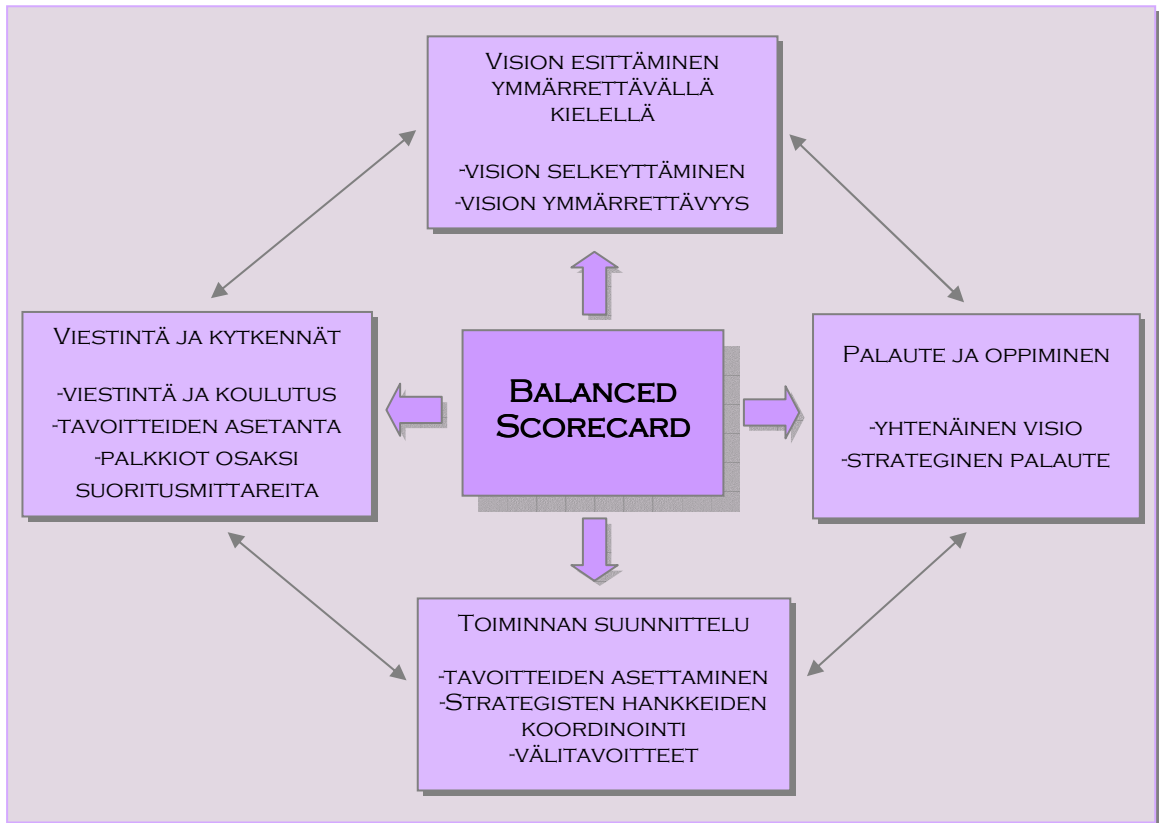 VISION ESITTÄMINEN
YMMÄRRETTÄVÄLLÄ
KIELELLÄ
-VISION SELKEYTTÄMINEN
-VISION YMMÄRRETTÄVYYS
VIESTINTÄ JA KYTKENNÄT
-VIESTINTÄ JA KOULUTUS
-TAVOITTEIDEN ASETANTA
-PALKKIOT OSAKSI
SUORITUSMITTAREITA
BALANCED
SCORECARD
PALAUTE JA OPPIMINEN
-YHTENÄINEN VISIO
-STRATEGINEN PALAUTE
TOIMINNAN SUUNNITTELU
-TAVOITTEIDEN ASETTAMINEN
-STRATEGISTEN HANKKEIDEN
KOORDINOINTI
-VÄLITAVOITTEET